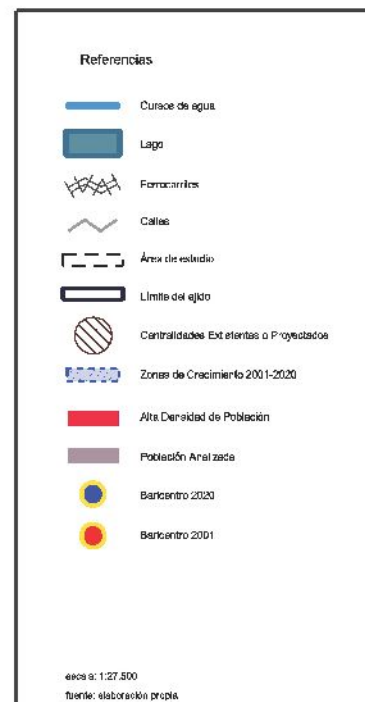 Referencias
Cursos de agua
Lago
Ferrocarriles
Calles
Área de estudio
Límite del ejido
Centralidades Existentes o Proyectadas
Zonas de Crecimiento 2001-2020
Alta Densidad de Población
Población Analizada
Baricentro 2020
Baricentro 2001
escala: 1:27.500
fuente: elaboración propia